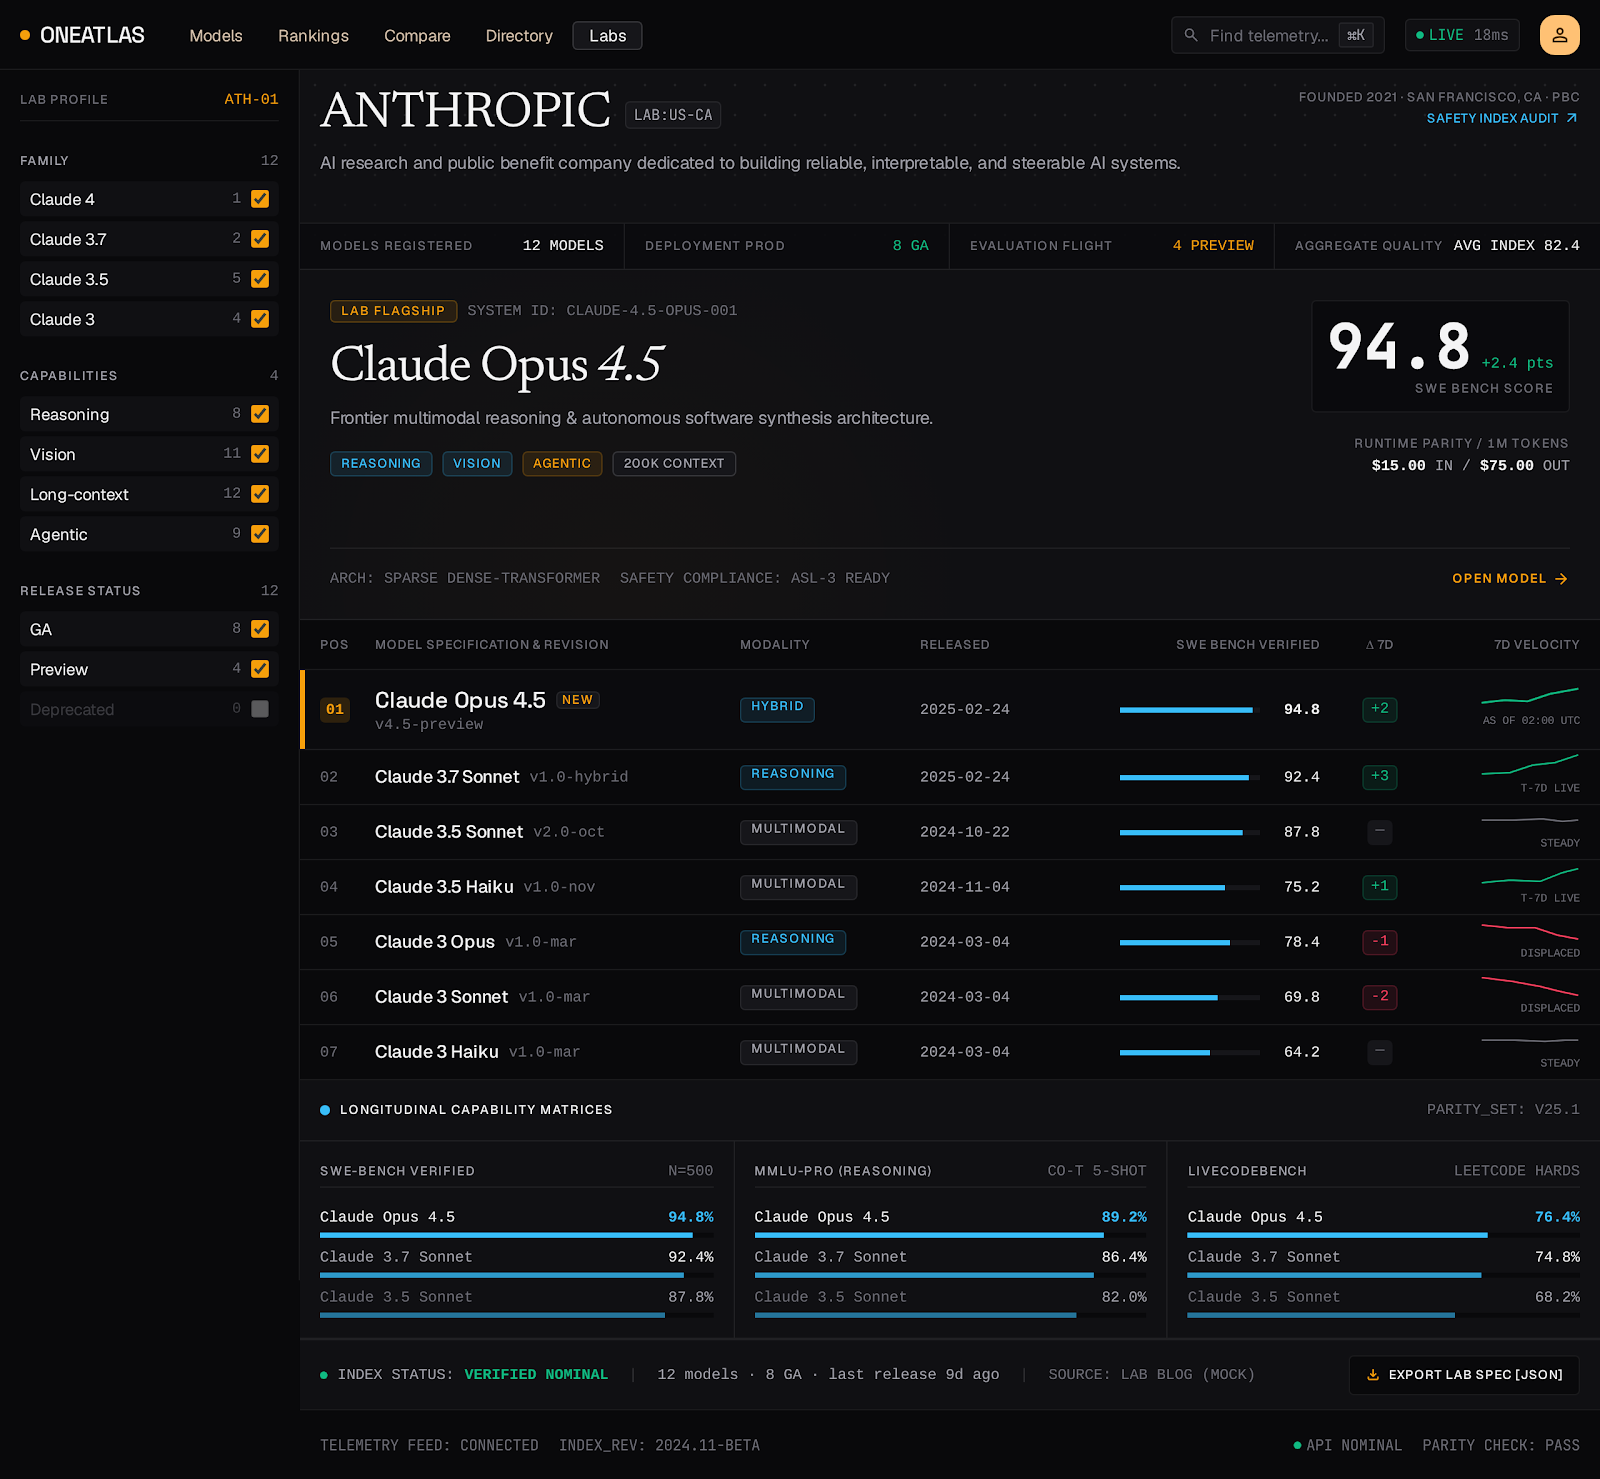 ONEATLAS Models Rankings Compare Directory Labs Find telemetry... ⌘K LIVE 18ms
LAB PROFILE ATH-01
FAMILY 12
Claude 4 1
Claude 3.7 2
Claude 3.5 5
Claude 3 4
CAPABILITIES 4
Reasoning 8
Vision 11
Long-context 12
Agentic 9
RELEASE STATUS 12
GA 8
Preview 4
Deprecated 0
ANTHROPIC LAB:US-CA
FOUNDED 2021 · SAN FRANCISCO, CA · PBC
SAFETY INDEX AUDIT ↗
AI research and public benefit company dedicated to building reliable, interpretable, and steerable AI systems.
MODELS REGISTERED 12 MODELS DEPLOYMENT PROD 8 GA EVALUATION FLIGHT 4 PREVIEW AGGREGATE QUALITY AVG INDEX 82.4
LAB FLAGSHIP SYSTEM ID: CLAUDE-4.5-OPUS-001
Claude Opus 4.5
Frontier multimodal reasoning & autonomous software synthesis architecture.
REASONING VISION AGENTIC 200K CONTEXT
94.8 +2.4 pts
SWE BENCH SCORE
RUNTIME PARITY / 1M TOKENS
$15.00 IN / $75.00 OUT
ARCH: SPARSE DENSE-TRANSFORMER SAFETY COMPLIANCE: ASL-3 READY OPEN MODEL →
POS MODEL SPECIFICATION & REVISION MODALITY RELEASED SWE BENCH VERIFIED Δ 7D 7D VELOCITY
01 Claude Opus 4.5 NEW HYBRID 2025-02-24 94.8 +2
v4.5-preview AS OF 02:00 UTC
02 Claude 3.7 Sonnet v1.0-hybrid REASONING 2025-02-24 92.4 +3 T-7D LIVE
03 Claude 3.5 Sonnet v2.0-oct MULTIMODAL 2024-10-22 87.8 — STEADY
04 Claude 3.5 Haiku v1.0-nov MULTIMODAL 2024-11-04 75.2 +1 T-7D LIVE
05 Claude 3 Opus v1.0-mar REASONING 2024-03-04 78.4 -1 DISPLACED
06 Claude 3 Sonnet v1.0-mar MULTIMODAL 2024-03-04 69.8 -2 DISPLACED
07 Claude 3 Haiku v1.0-mar MULTIMODAL 2024-03-04 64.2 — STEADY
LONGITUDINAL CAPABILITY MATRICES PARITY_SET: V25.1
SWE-BENCH VERIFIED N=500
Claude Opus 4.5 94.8%
Claude 3.7 Sonnet 92.4%
Claude 3.5 Sonnet 87.8%
MMLU-PRO (REASONING) CO-T 5-SHOT
Claude Opus 4.5 89.2%
Claude 3.7 Sonnet 86.4%
Claude 3.5 Sonnet 82.0%
LIVECODEBENCH LEETCODE HARDS
Claude Opus 4.5 76.4%
Claude 3.7 Sonnet 74.8%
Claude 3.5 Sonnet 68.2%
INDEX STATUS: VERIFIED NOMINAL | 12 models · 8 GA · last release 9d ago | SOURCE: LAB BLOG (MOCK) EXPORT LAB SPEC [JSON]
TELEMETRY FEED: CONNECTED INDEX_REV: 2024.11-BETA API NOMINAL PARITY CHECK: PASS